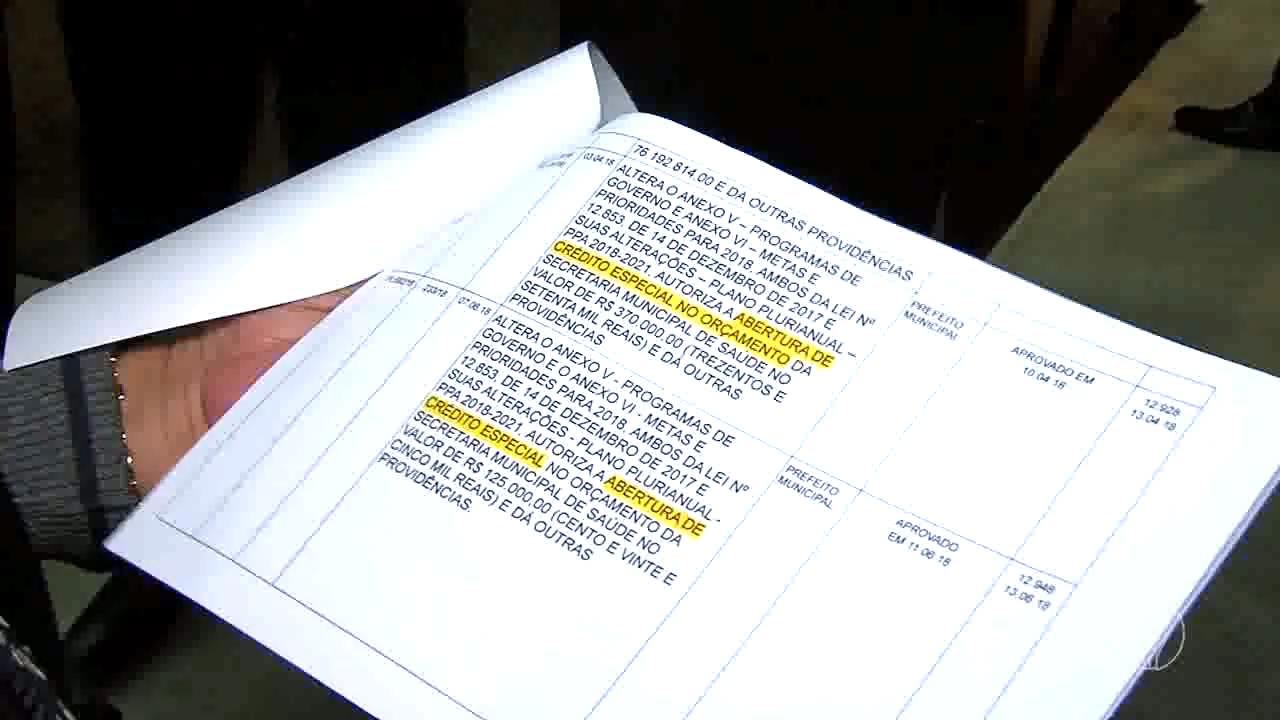 76 192 814,00 E DA OUTRAS PROVIDÊNCIAS
03.04.18
ALTERA O ANEXO V – PROGRAMAS DE
GOVERNO E ANEXO VI – METAS E
PRIORIDADES PARA 2018, AMBOS DA LEI Nº
12.853, DE 14 DE DEZEMBRO DE 2017 E
SUAS ALTERAÇÕES - PLANO PLURIANUAL –
PPA 2018-2021, AUTORIZA A ABERTURA DE
CRÉDITO ESPECIAL NO ORÇAMENTO DA
SECRETARIA MUNICIPAL DE SAÚDE NO
VALOR DE R$ 370.000,00 (TREZENTOS E
SETENTA MIL REAIS) E DÁ OUTRAS
PROVIDÊNCIAS
PREFEITO
MUNICIPAL
APROVADO EM
10 04 18
12.928
13 04 18
07.06.18
ALTERA O ANEXO V - PROGRAMAS DE
GOVERNO E O ANEXO VI - METAS E
PRIORIDADES PARA 2018, AMBOS DA LEI Nº
12.853, DE 14 DE DEZEMBRO DE 2017 E
SUAS ALTERAÇÕES - PLANO PLURIANUAL -
PPA 2018-2021, AUTORIZA A ABERTURA DE
CRÉDITO ESPECIAL NO ORÇAMENTO DA
SECRETARIA MUNICIPAL DE SAÚDE NO
VALOR DE R$ 125.000,00 (CENTO E VINTE E
CINCO MIL REAIS) E DÁ OUTRAS
PROVIDÊNCIAS.
PREFEITO
MUNICIPAL
APROVADO
EM 11 06 18
12 948
13 06 18